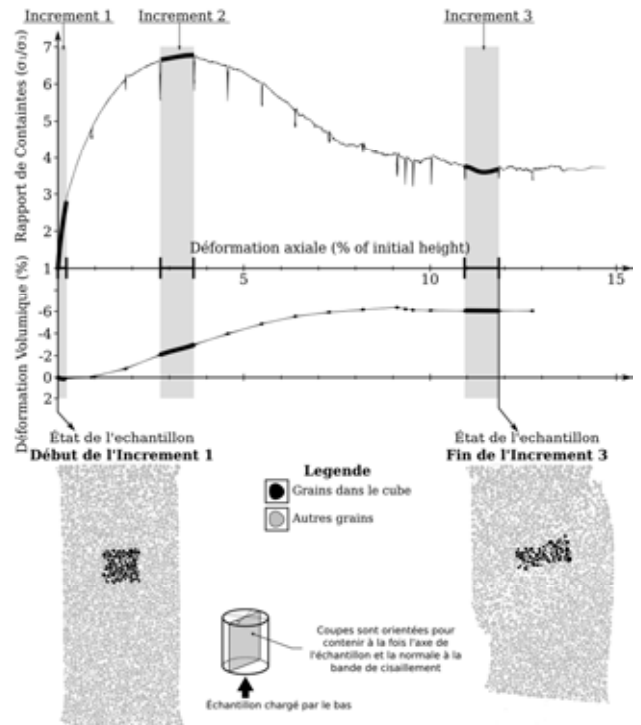 Increment 1
Increment 2
Increment 3
Rapport de Containtes (σ₁/σ₃)
7
6
5
4
3
2
1
Déformation axiale (% of initial height)
5
10
15
Déformation Volumique (%)
-6
-4
-2
0
2
État de l'echantillon
Début de l'Increment 1
État de l'echantillon
Fin de l'Increment 3
Legende
Grains dans le cube
Autres grains
Coupes sont orientées pour
contenir à la fois l'axe de
l'échantillon et la normale à la
bande de cisaillement
Échantillon chargé par le bas